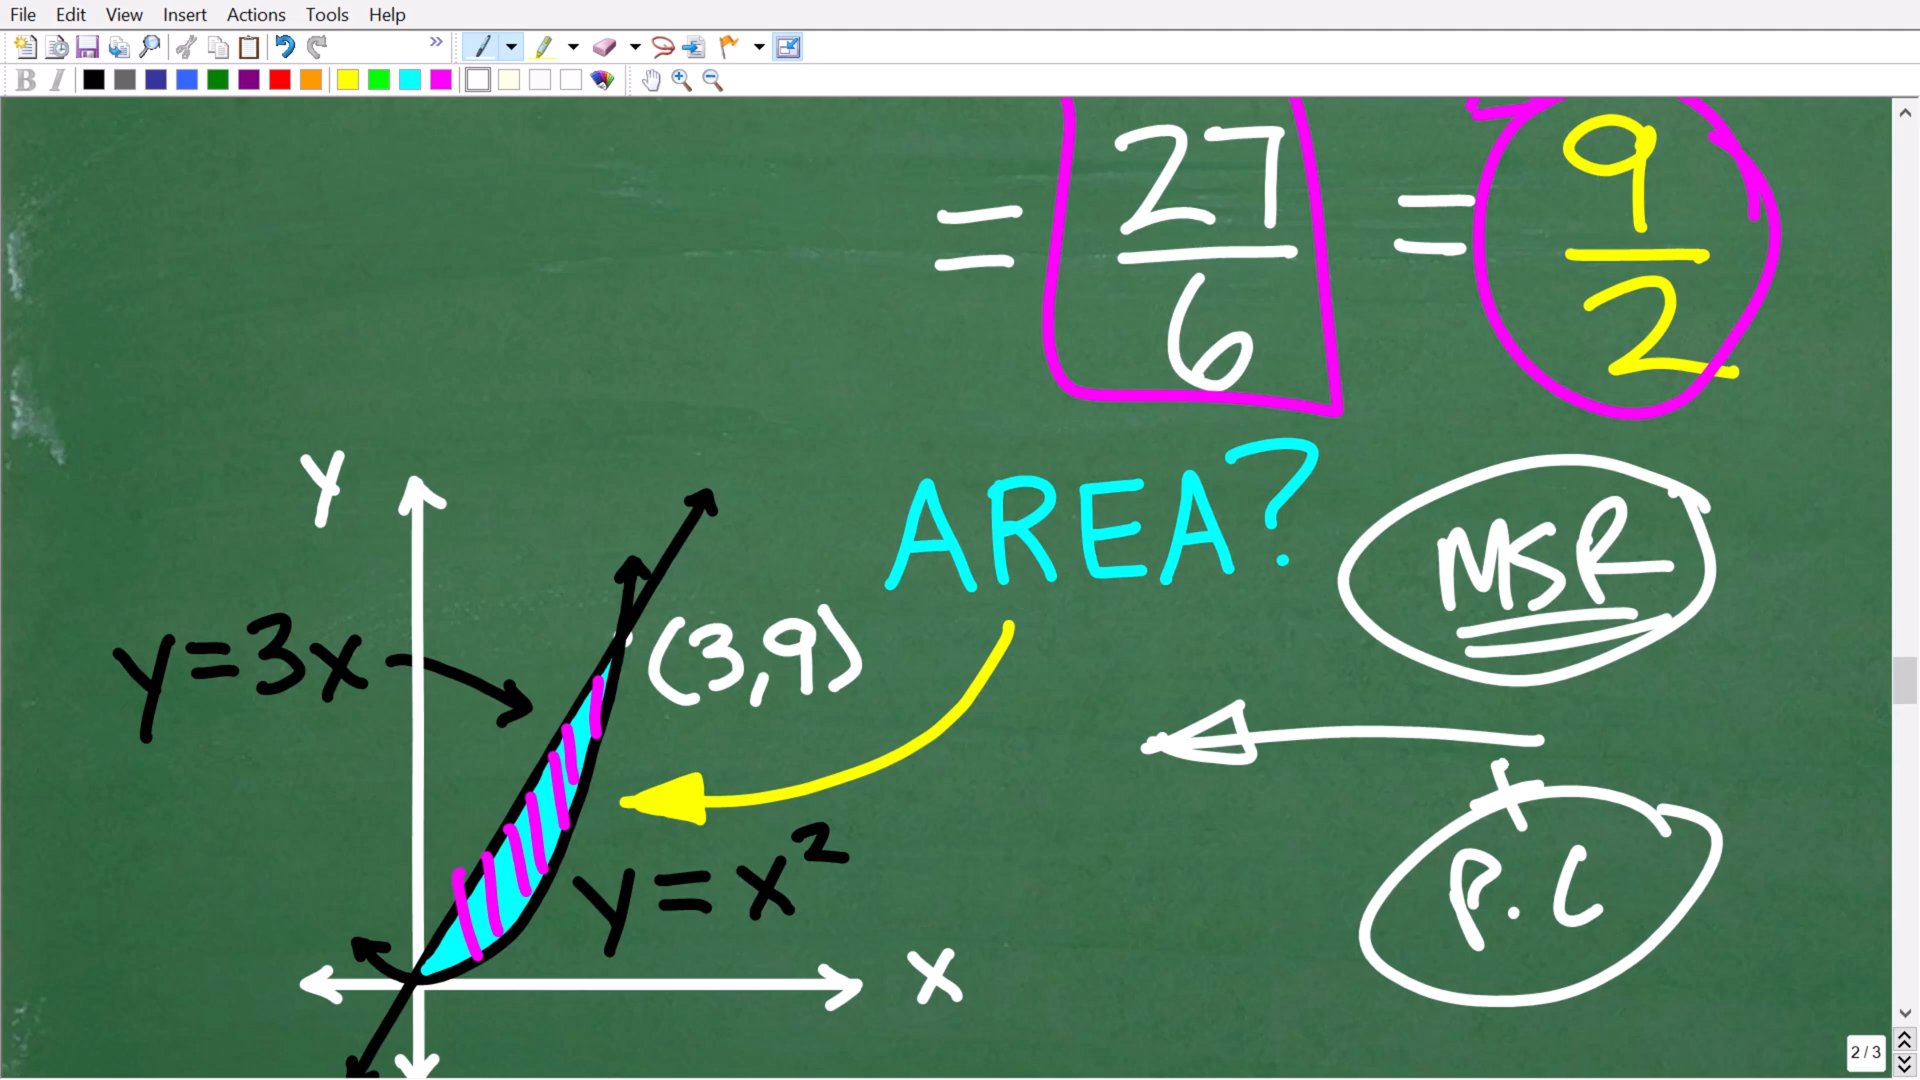 File Edit View Insert Actions Tools Help
B I
= 27/6 = 9/2
Y
AREA?
MSR
y=3x
(3,9)
y=x²
P.C
x
2/3